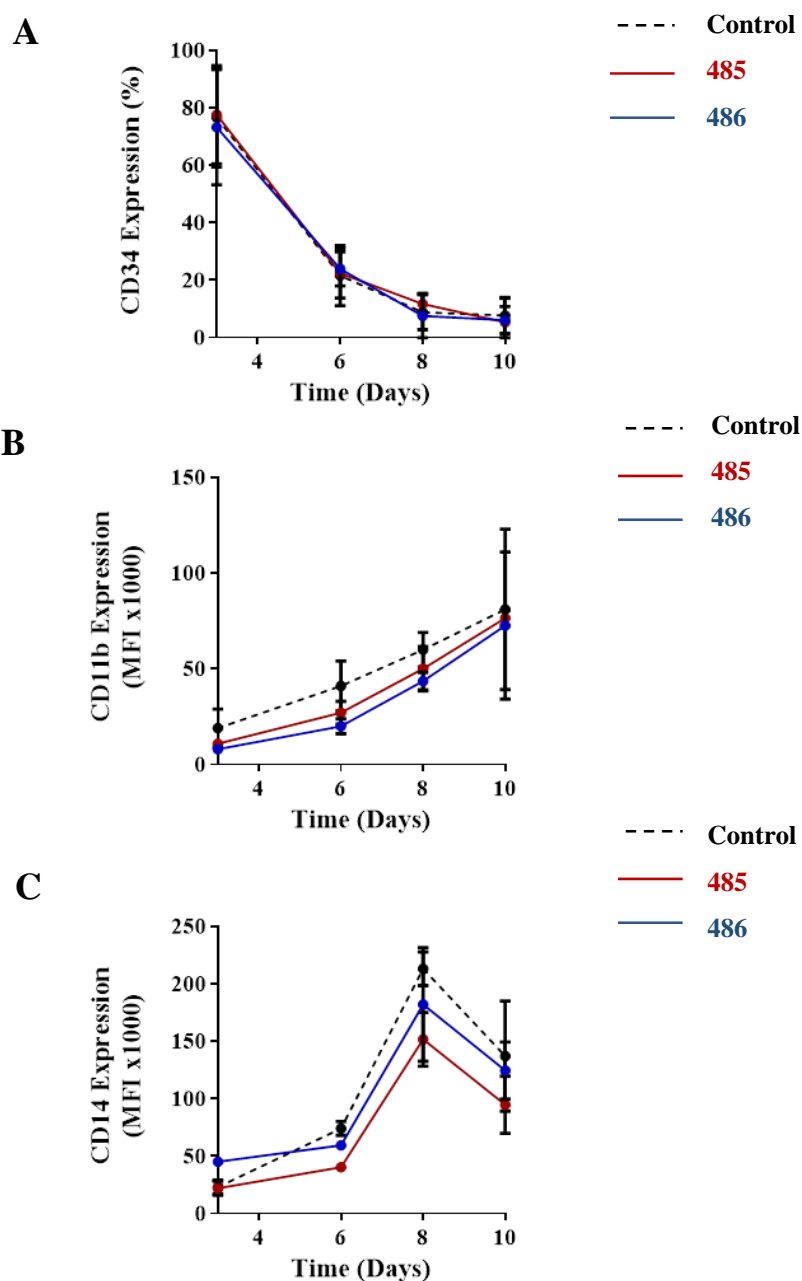 A
Control
485
486
CD34 Expression (%)
100
80
60
40
20
0
4 6 8 10
Time (Days)
B
Control
485
486
CD11b Expression
(MFI x1000)
150
100
50
0
4 6 8 10
Time (Days)
C
Control
485
486
CD14 Expression
(MFI x1000)
250
200
150
100
50
0
4 6 8 10
Time (Days)